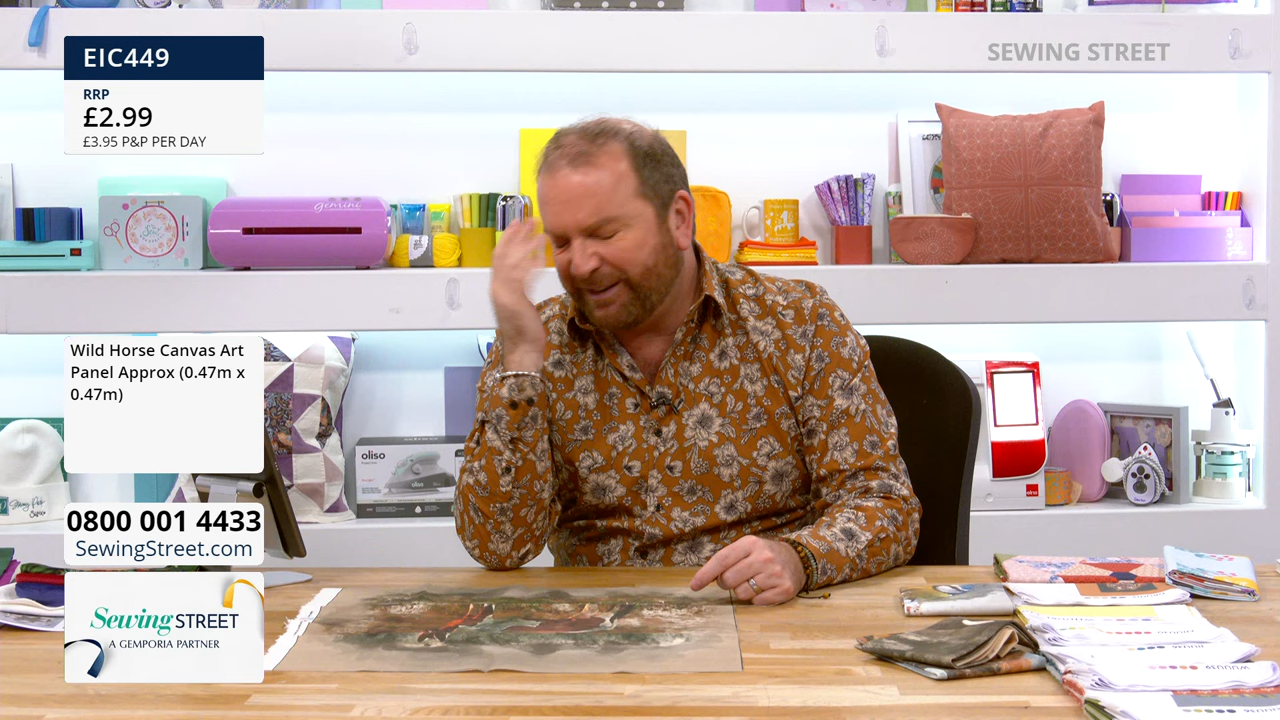 EIC449
RRP
£2.99
£3.95 P&P PER DAY
SEWING STREET
Gemini
Wild Horse Canvas Art
Panel Approx (0.47m x
0.47m)
oliso
elna
0800 001 4433
SewingStreet.com
Sewing STREET
A GEMPORIA PARTNER